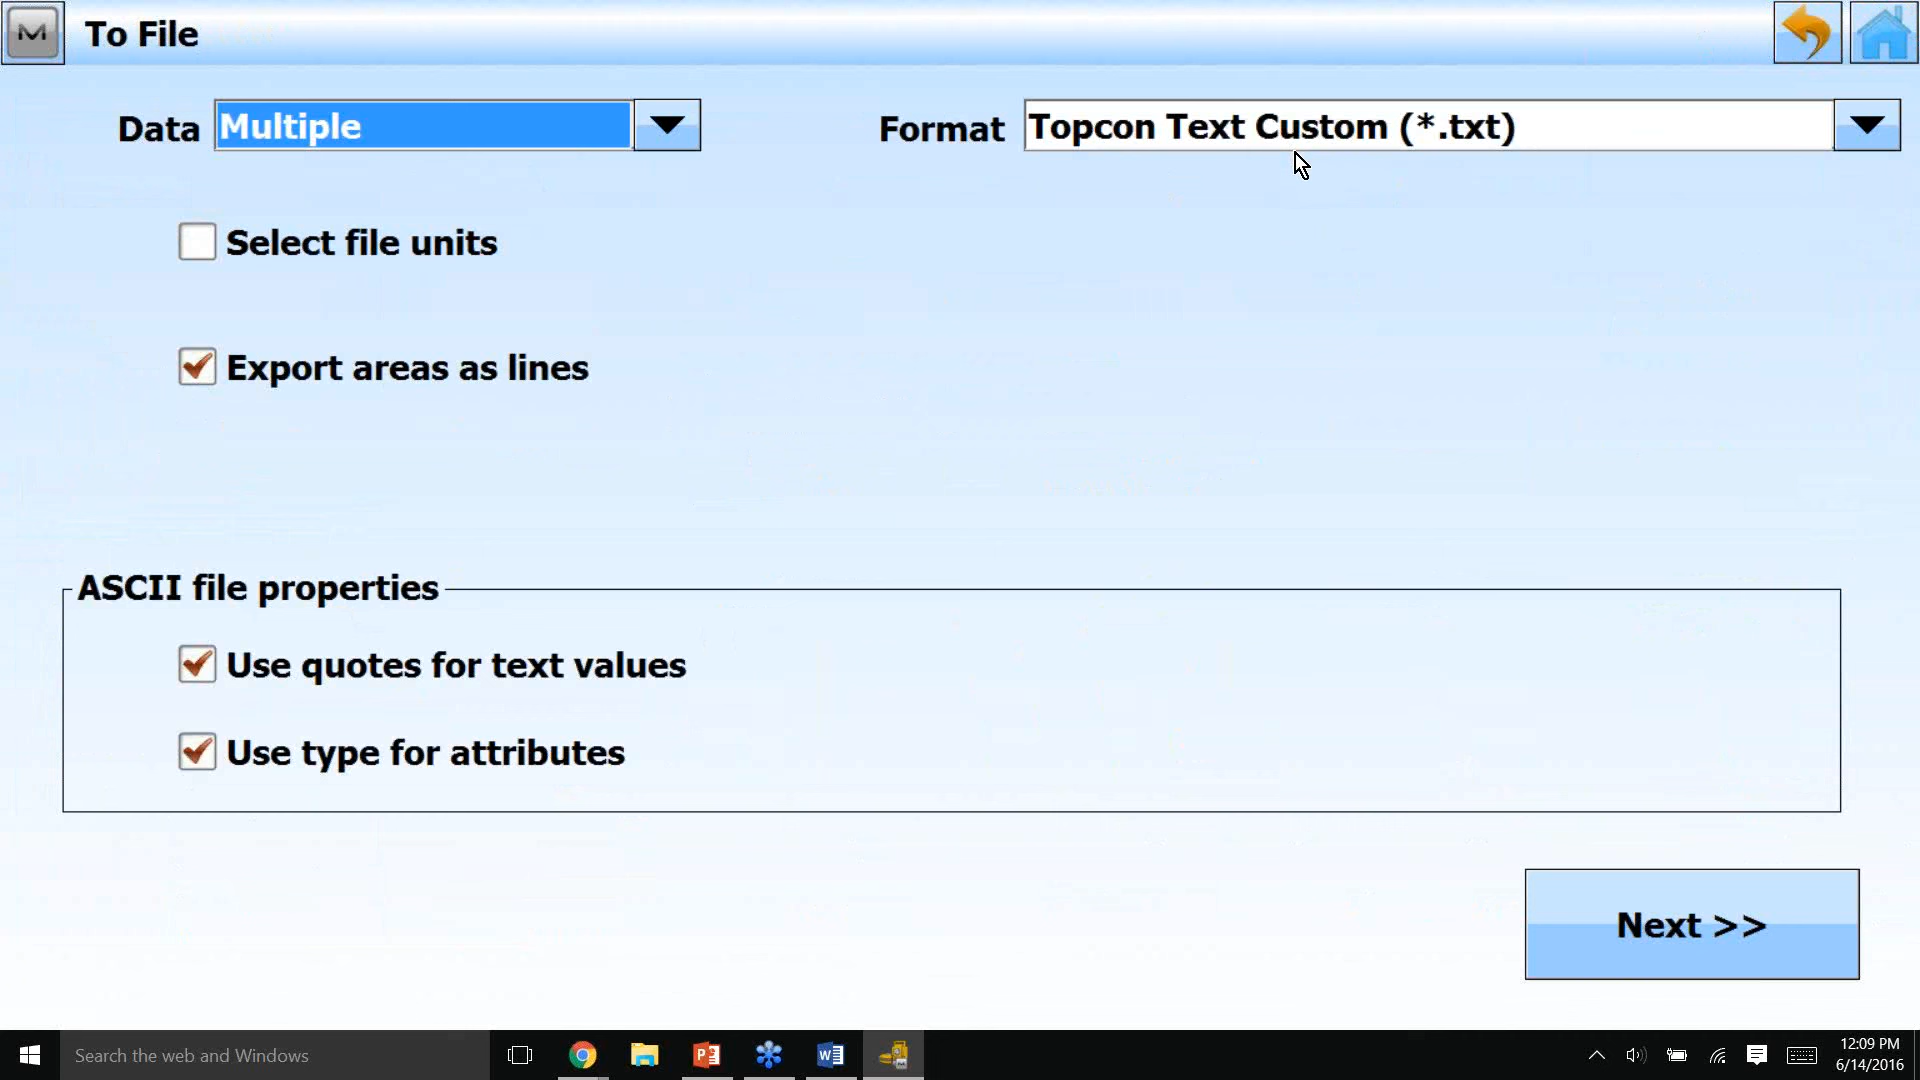 To File
Data Multiple Format Topcon Text Custom (*.txt)
Select file units
Export areas as lines
ASCII file properties
Use quotes for text values
Use type for attributes
Next >>
Search the web and Windows
12:09 PM
6/14/2016